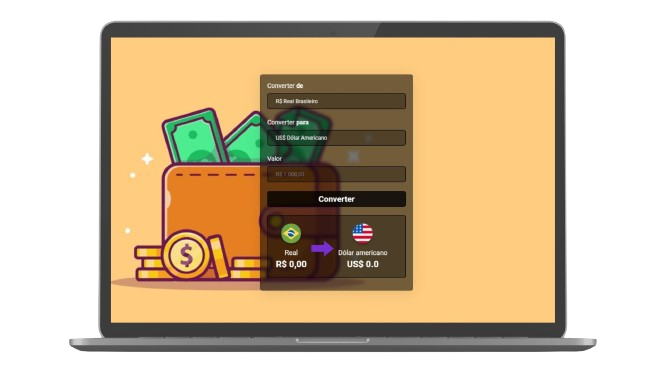 Converter de
R$ Real Brasileiro
Converter para
US$ Dólar Americano
Valor
R$ 1.000,00
Converter
$
Real
R$ 0,00
Dólar americano
US$ 0.0